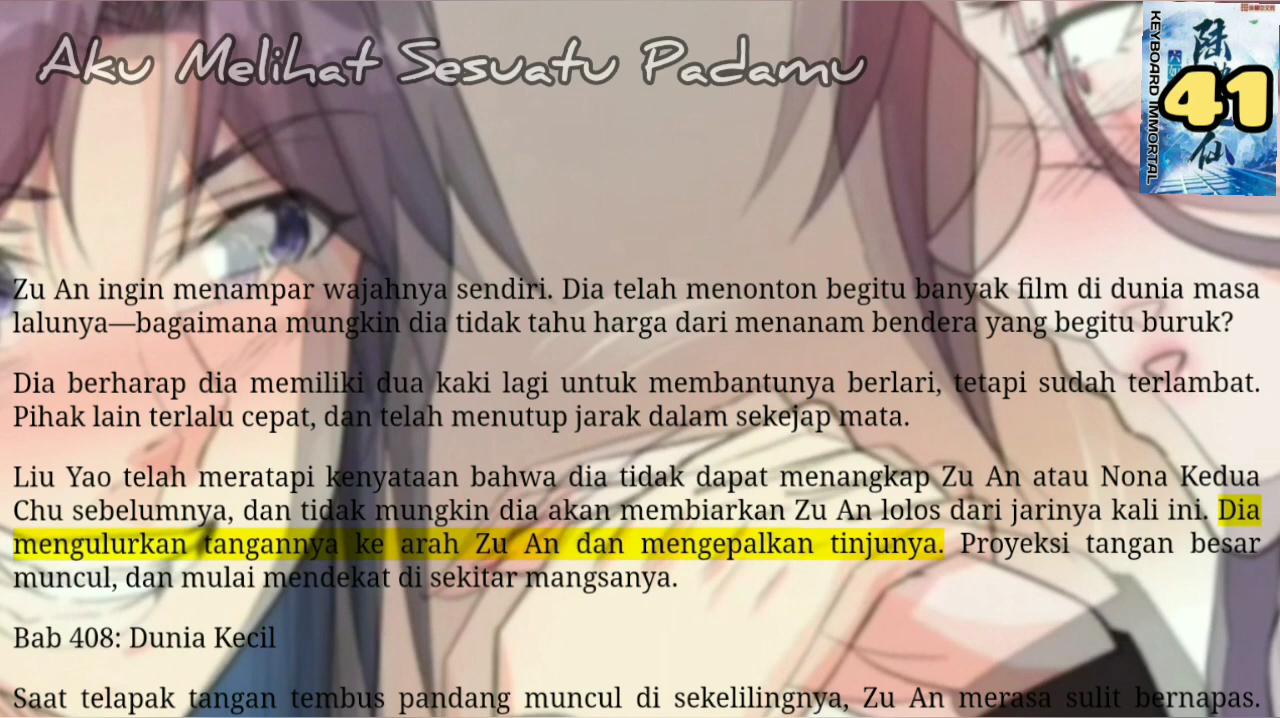 Aku Melihat Sesuatu Padamu
KEYBOARD IMMORTAL
陆
仙
41
Zu An ingin menampar wajahnya sendiri. Dia telah menonton begitu banyak film di dunia masa
lalunya—bagaimana mungkin dia tidak tahu harga dari menanam bendera yang begitu buruk?
Dia berharap dia memiliki dua kaki lagi untuk membantunya berlari, tetapi sudah terlambat.
Pihak lain terlalu cepat, dan telah menutup jarak dalam sekejap mata.
Liu Yao telah meratapi kenyataan bahwa dia tidak dapat menangkap Zu An atau Nona Kedua
Chu sebelumnya, dan tidak mungkin dia akan membiarkan Zu An lolos dari jarinya kali ini. Dia
mengulurkan tangannya ke arah Zu An dan mengepalkan tinjunya. Proyeksi tangan besar
muncul, dan mulai mendekat di sekitar mangsanya.
Bab 408: Dunia Kecil
Saat telapak tangan tembus pandang muncul di sekelilingnya, Zu An merasa sulit bernapas.